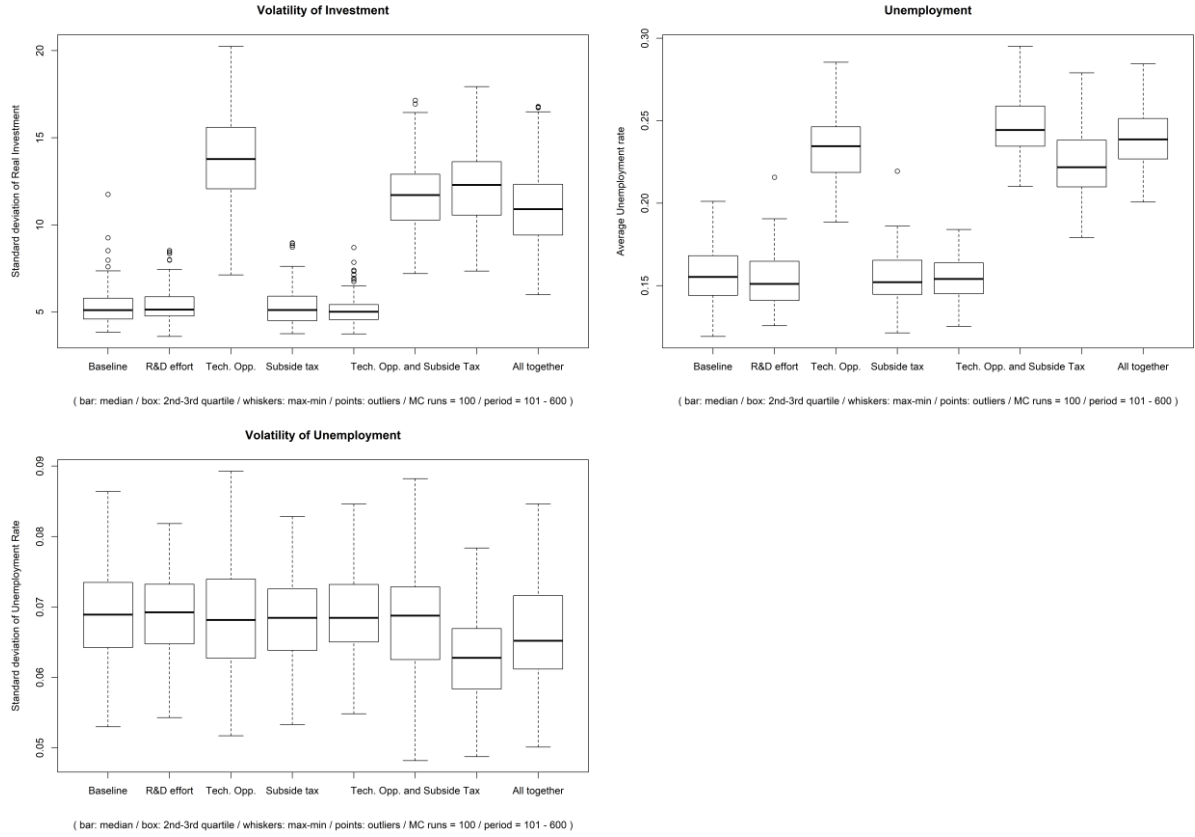 Volatility of Investment
Standard deviation of Real Investment
20
15
10
5
Baseline R&D effort Tech. Opp. Subside tax Tech. Opp. and Subside Tax All together
( bar: median / box: 2nd-3rd quartile / whiskers: max-min / points: outliers / MC runs = 100 / period = 101 - 600 )
Unemployment
Average Unemployment rate
0.30
0.25
0.20
0.15
Baseline R&D effort Tech. Opp. Subside tax Tech. Opp. and Subside Tax All together
( bar: median / box: 2nd-3rd quartile / whiskers: max-min / points: outliers / MC runs = 100 / period = 101 - 600 )
Volatility of Unemployment
Standard deviation of Unemployment Rate
0.09
0.08
0.07
0.06
0.05
Baseline R&D effort Tech. Opp. Subside tax Tech. Opp. and Subside Tax All together
( bar: median / box: 2nd-3rd quartile / whiskers: max-min / points: outliers / MC runs = 100 / period = 101 - 600 )